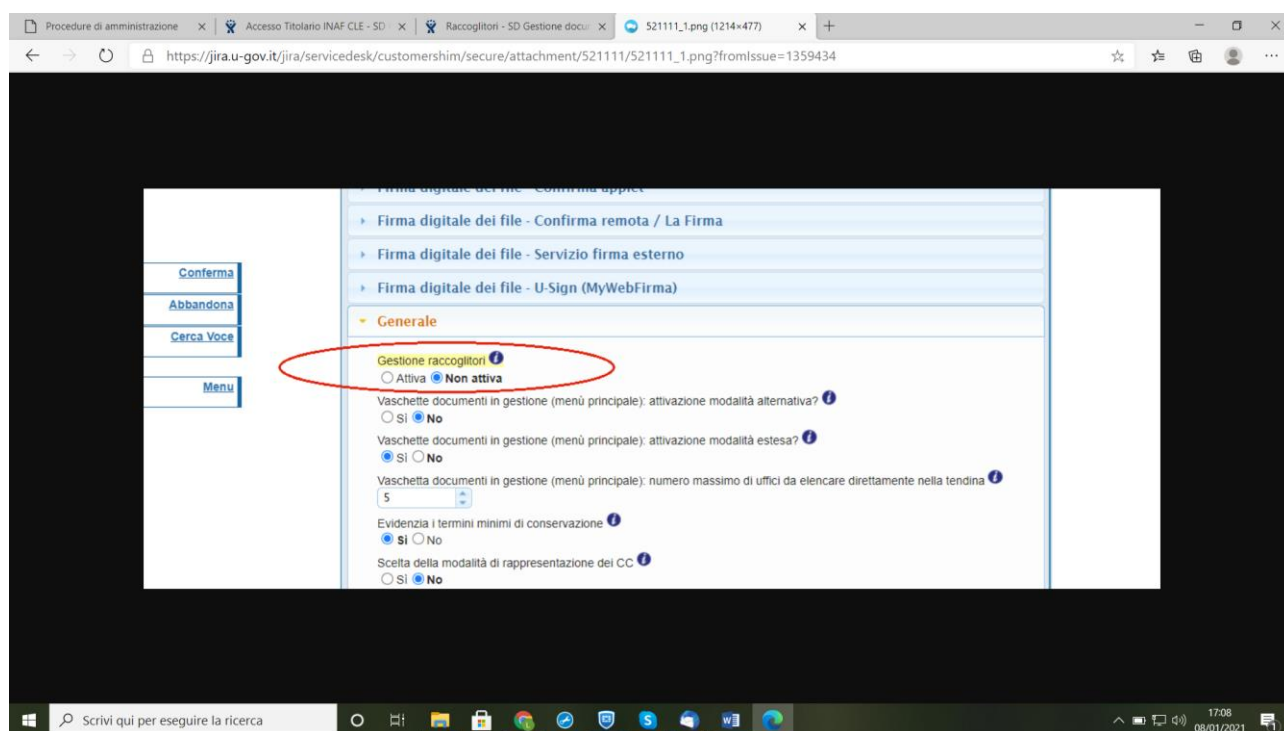 Procedure di amministrazione
Accesso Titolario INAF CLE - SD
Raccoglitori - SD Gestione docu
521111_1.png (1214×477)
https://jira.u-gov.it/jira/servicedesk/customershim/secure/attachment/521111/521111_1.png?fromIssue=1359434
Firma digitale dei file - Confirma applet
Firma digitale dei file - Confirma remota / La Firma
Firma digitale dei file - Servizio firma esterno
Firma digitale dei file - U-Sign (MyWebFirma)
Generale
Conferma
Abbandona
Cerca Voce
Menu
Gestione raccoglitori
Attiva Non attiva
Vaschette documenti in gestione (menù principale): attivazione modalità alternativa?
Sì No
Vaschette documenti in gestione (menù principale): attivazione modalità estesa?
Sì No
Vaschetta documenti in gestione (menù principale): numero massimo di uffici da elencare direttamente nella tendina
5
Evidenzia i termini minimi di conservazione
Sì No
Scelta della modalità di rappresentazione dei CC
Sì No
Scrivi qui per eseguire la ricerca
17:08
08/01/2021